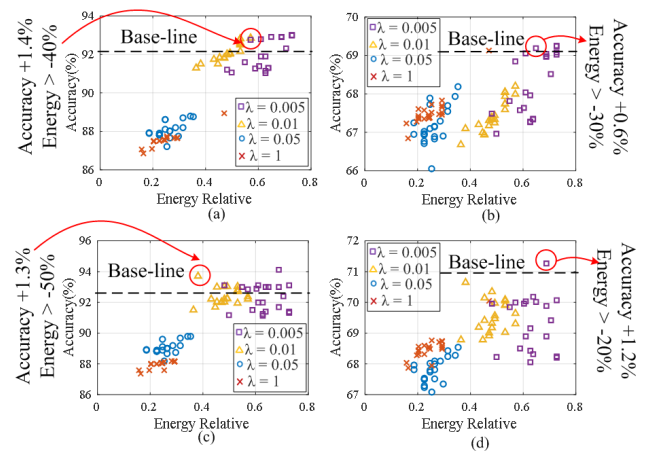 Accuracy +1.4%
Energy > -40%
Accuracy(%)
94
92
90
88
86
Base-line
λ = 0.005
λ = 0.01
λ = 0.05
λ = 1
0
0.2
0.4
0.6
0.8
Energy Relative
(a)
Accuracy(%)
70
69
68
67
66
Base-line
λ = 0.005
λ = 0.01
λ = 0.05
λ = 1
0
0.2
0.4
0.6
0.8
Energy Relative
(b)
Accuracy +0.6%
Energy > -30%
Accuracy +1.3%
Energy > -50%
Accuracy(%)
96
94
92
90
88
86
Base-line
λ = 0.005
λ = 0.01
λ = 0.05
λ = 1
0
0.2
0.4
0.6
0.8
Energy Relative
(c)
Accuracy(%)
72
71
70
69
68
67
λ = 0.005
λ = 0.01
λ = 0.05
λ = 1
Base-line
0
0.2
0.4
0.6
0.8
Energy Relative
(d)
Accuracy +1.2%
Energy > -20%